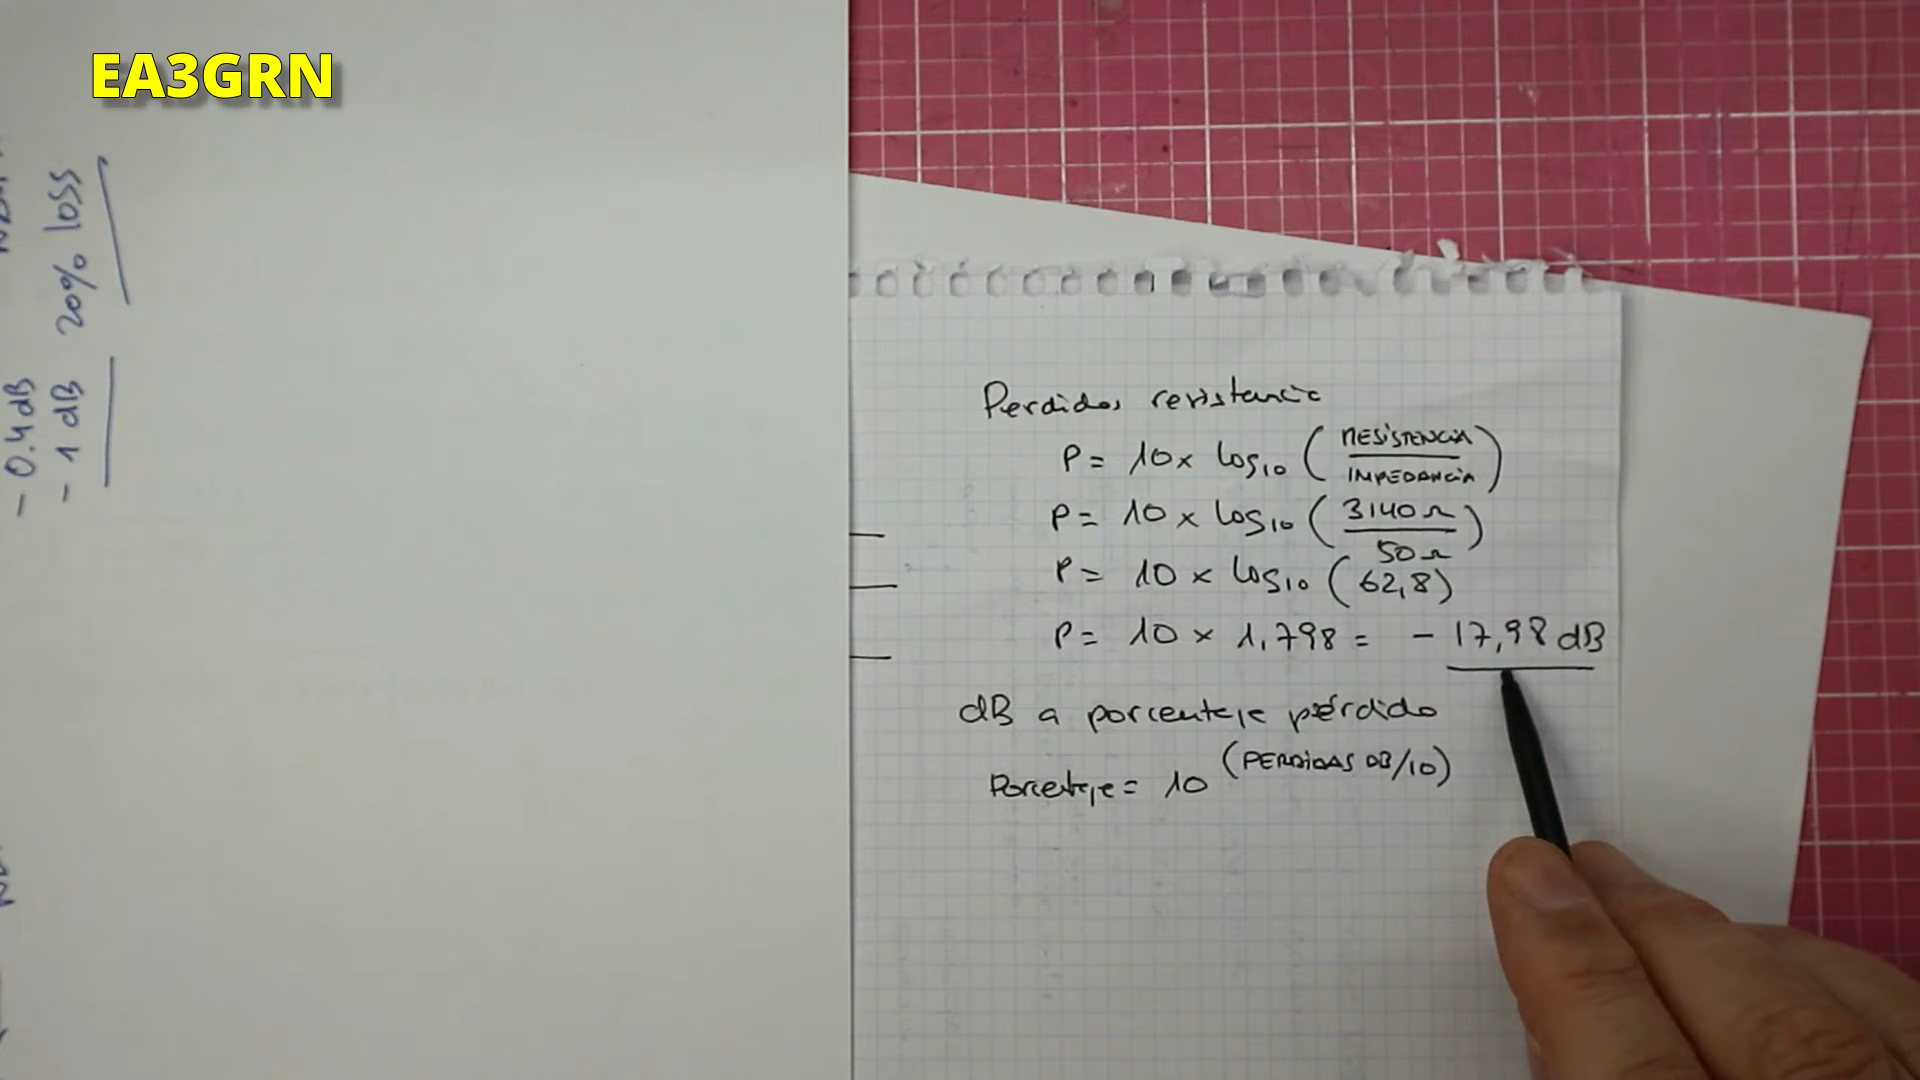 EA3GRN
- 0.4 dB
- 1 dB 20% loss
Perdidas resistencia
P = 10 x log10 ( RESISTENCIA / IMPEDANCIA )
P = 10 x log10 ( 3140 Ω / 50 Ω )
P = 10 x log10 ( 62,8 )
P = 10 x 1,798 = - 17,98 dB
dB a porcentaje pérdido
Porcentaje = 10 (PERDIDAS DB/10)